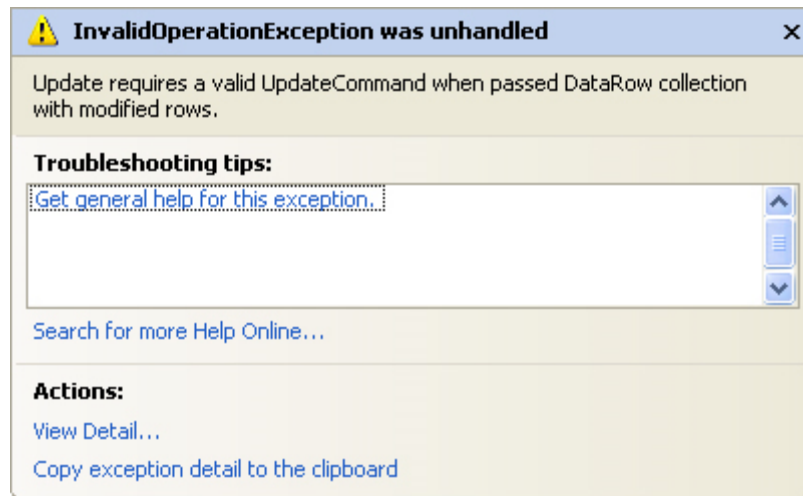 InvalidOperationException was unhandled
Update requires a valid UpdateCommand when passed DataRow collection
with modified rows.
Troubleshooting tips:
Get general help for this exception.
Search for more Help Online...
Actions:
View Detail...
Copy exception detail to the clipboard